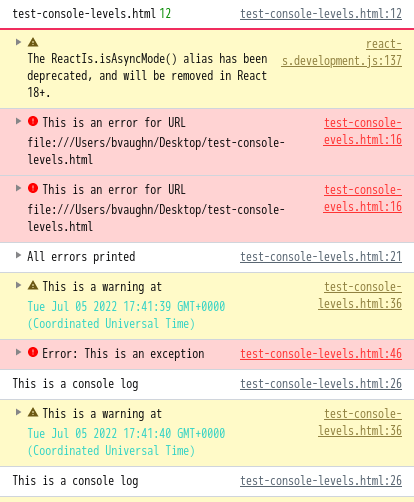 test-console-levels.html 12 test-console-levels.html:12
The ReactIs.isAsyncMode() alias has been react-
deprecated, and will be removed in React s.development.js:137
18+.
This is an error for URL test-console-
file:///Users/bvaughn/Desktop/test-console- evels.html:16
levels.html
This is an error for URL test-console-
file:///Users/bvaughn/Desktop/test-console- evels.html:16
levels.html
All errors printed test-console-levels.html:21
This is a warning at test-console-
Tue Jul 05 2022 17:41:39 GMT+0000 levels.html:36
(Coordinated Universal Time)
Error: This is an exception test-console-levels.html:46
This is a console log test-console-levels.html:26
This is a warning at test-console-
Tue Jul 05 2022 17:41:40 GMT+0000 levels.html:36
(Coordinated Universal Time)
This is a console log test-console-levels.html:26